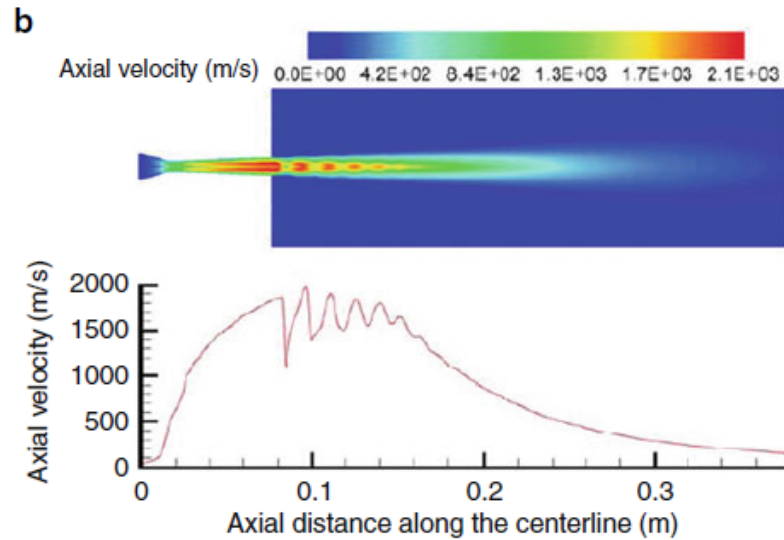 b
Axial velocity (m/s)
0.0E+00 4.2E+02 8.4E+02 1.3E+03 1.7E+03 2.1E+03
Axial velocity (m/s)
2000
1500
1000
500
0
0 0.1 0.2 0.3
Axial distance along the centerline (m)